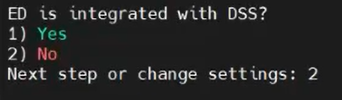 ED is integrated with DSS?
1) Yes
2) No
Next step or change settings: 2